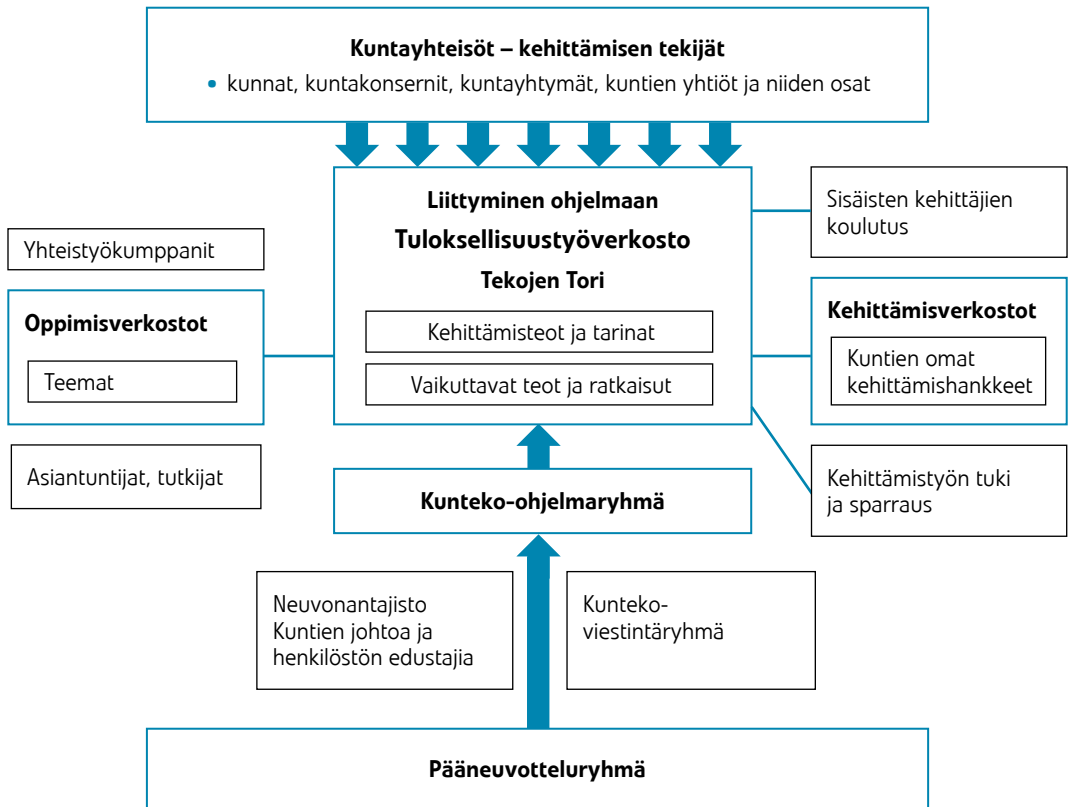 Kuntayhteisöt – kehittämisen tekijät
• kunnat, kuntakonsernit, kuntayhtymät, kuntien yhtiöt ja niiden osat
Liittyminen ohjelmaan
Tuloksellisuustyöverkosto
Tekojen Tori
Kehittämisteot ja tarinat
Vaikuttavat teot ja ratkaisut
Yhteistyökumppanit
Oppimisverkostot
Teemat
Asiantuntijat, tutkijat
Sisäisten kehittäjien
koulutus
Kehittämisverkostot
Kuntien omat
kehittämishankkeet
Kehittämistyön tuki
ja sparraus
Kunteko-ohjelmaryhmä
Neuvonantajisto
Kuntien johtoa ja
henkilöstön edustajia
Kunteko-
viestintäryhmä
Pääneuvotteluryhmä